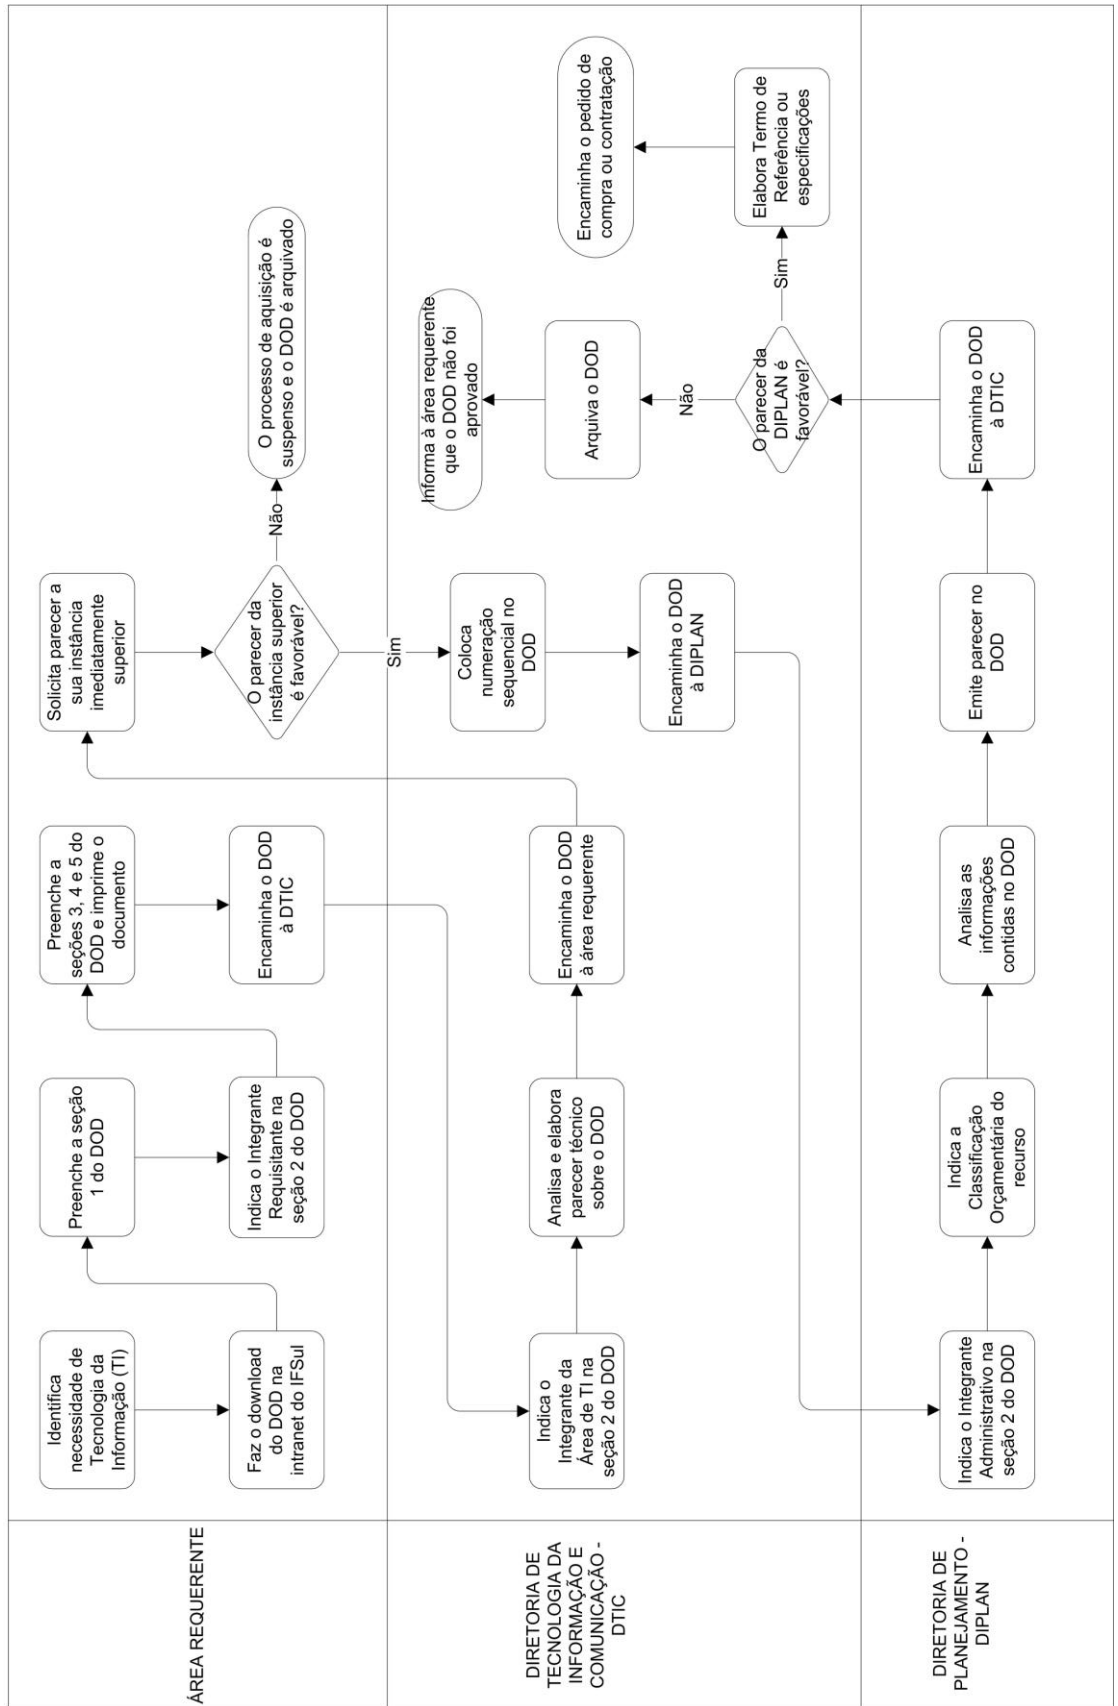 ÁREA REQUERENTE
Identifica
necessidade de
Tecnologia da
Informação (TI)
Faz o download
do DOD na
intranet do IFSul
Preenche a seção
1 do DOD
Indica o Integrante
Requisitante na
seção 2 do DOD
Preenche a
seções 3, 4 e 5 do
DOD e imprime o
documento
Encaminha o DOD
à DTIC
Solicita parecer a
sua instância
imediatamente
superior
O parecer da
instância superior
é favorável?
Não
O processo de aquisição é
suspenso e o DOD é arquivado
Sim
DIRETORIA DE
TECNOLOGIA DA
INFORMAÇÃO E
COMUNICAÇÃO -
DTIC
Indica o
Integrante da
Área de TI na
seção 2 do DOD
Analisa e elabora
parecer técnico
sobre o DOD
Encaminha o DOD
à área requerente
Coloca
numeração
sequencial no
DOD
Encaminha o DOD
à DIPLAN
Informa à área requerente
que o DOD não foi
aprovado
Arquiva o DOD
Não
O parecer da
DIPLAN é
favorável?
Sim
Elabora Termo de
Referência ou
especificações
Encaminha o pedido de
compra ou contratação
DIRETORIA DE
PLANEJAMENTO -
DIPLAN
Indica o Integrante
Administrativo na
seção 2 do DOD
Indica a
Classificação
Orçamentária do
recurso
Analisa as
informações
contidas no DOD
Emite parecer no
DOD
Encaminha o DOD
à DTIC